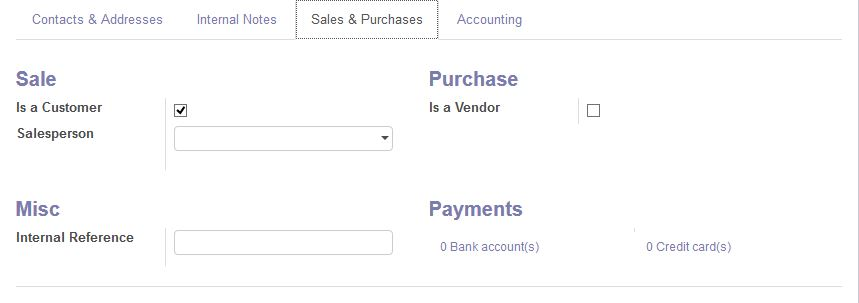 Contacts & Addresses Internal Notes Sales & Purchases Accounting
Sale
Is a Customer
Salesperson
Purchase
Is a Vendor
Misc
Internal Reference
Payments
0 Bank account(s) 0 Credit card(s)